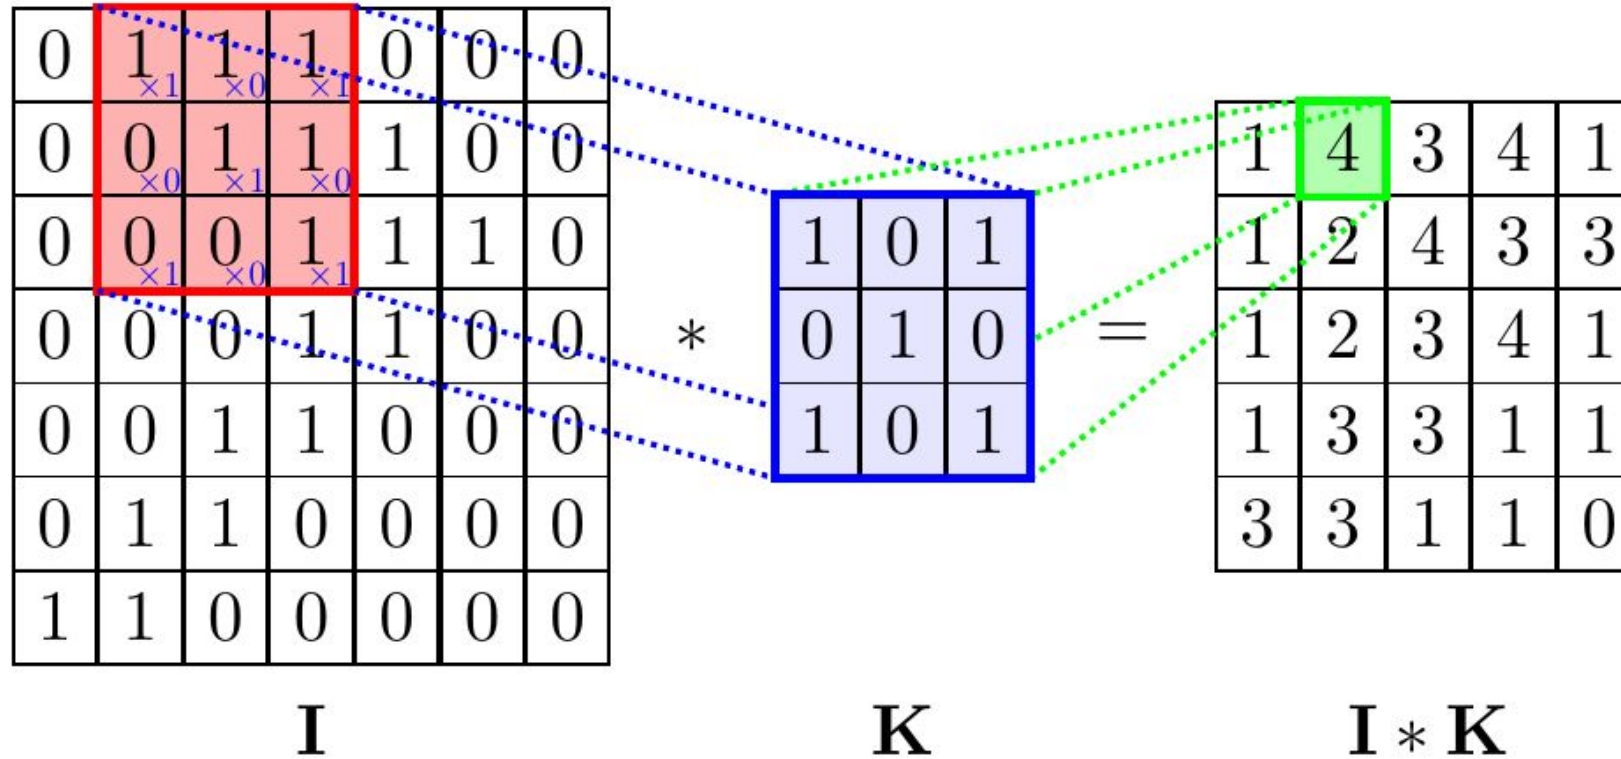 0 1×1 1×0 1×1 0 0 0
0 0×0 1×1 1×0 1 0 0
0 0×1 0×0 1×1 1 1 0
0 0 0 1 1 0 0
0 0 1 1 0 0 0
0 1 1 0 0 0 0
1 1 0 0 0 0 0
I
*
1 0 1
0 1 0
1 0 1
K
=
1 4 3 4 1
1 2 4 3 3
1 2 3 4 1
1 3 3 1 1
3 3 1 1 0
I * K